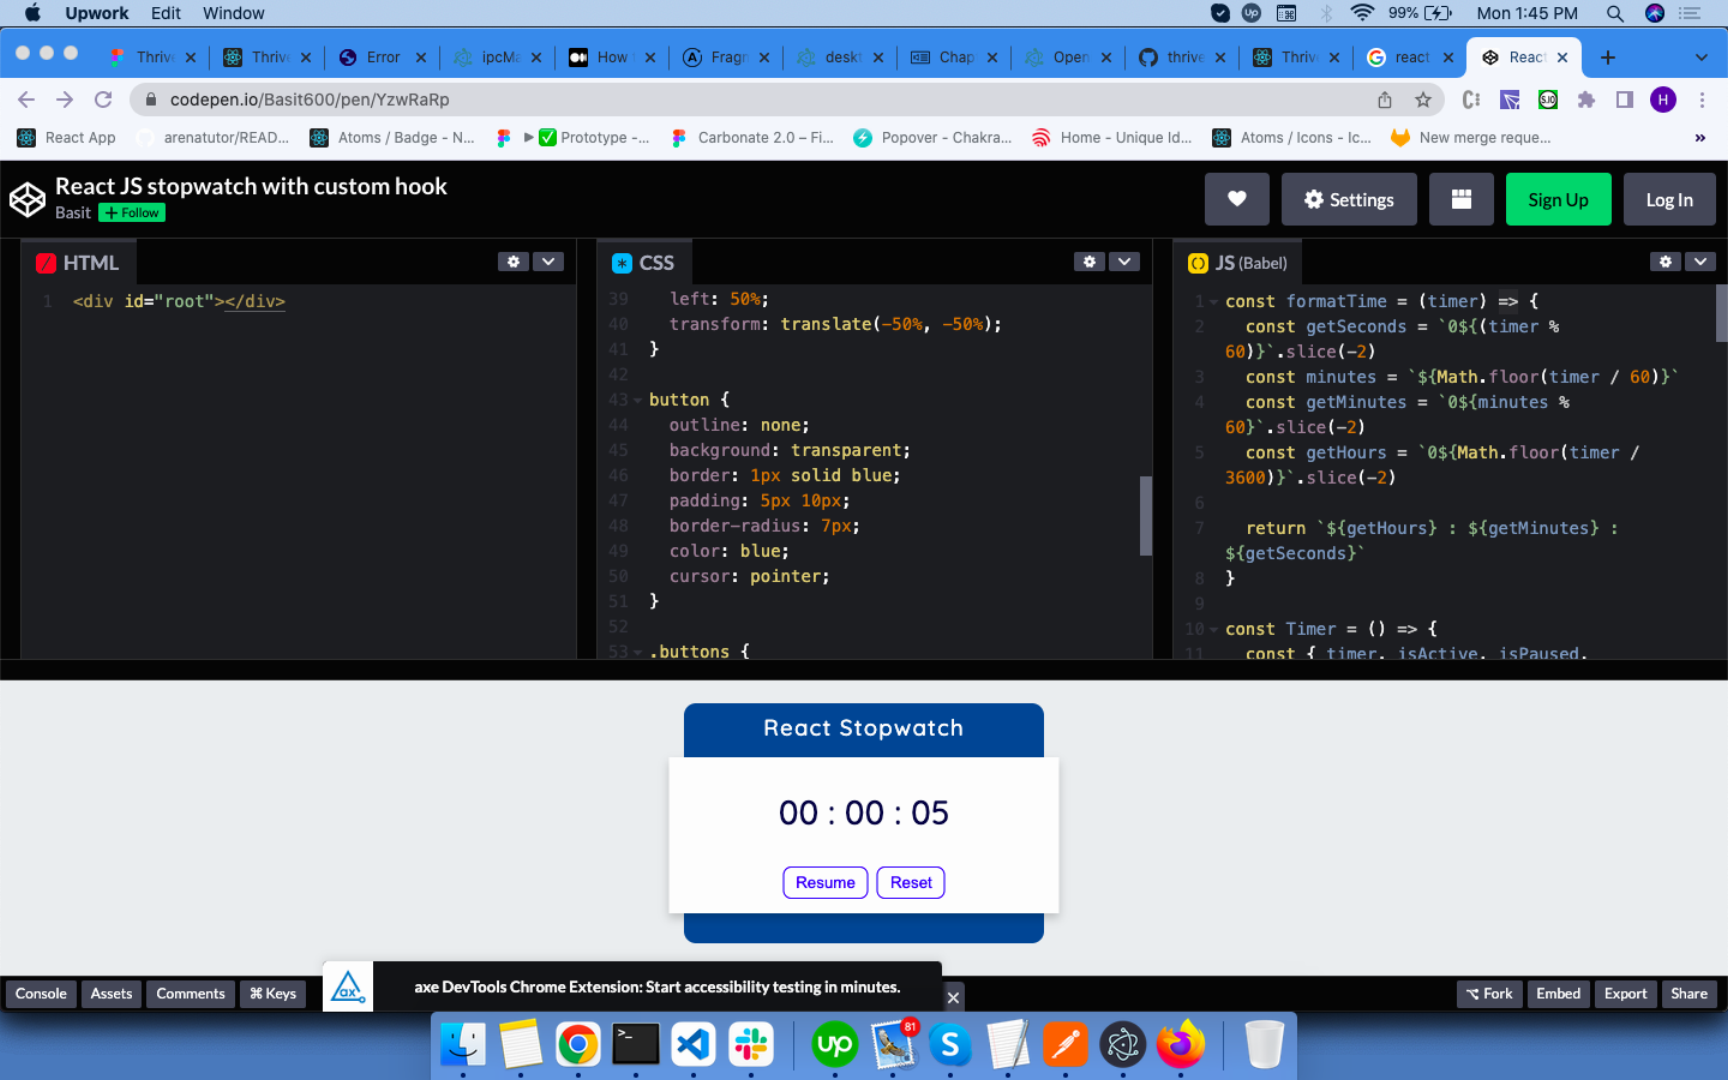 Upwork Edit Window
UP 99% Mon 1:45 PM
Thrive Thrive Error ipcMa How Fragm deskt Chap Open thrive Thrive react React
codepen.io/Basit600/pen/YzwRaRp
H
React App arenatutor/READ... Atoms / Badge - N... Prototype -... Carbonate 2.0 – Fi... Popover - Chakra... Home - Unique Id... Atoms / Icons - Ic... New merge reque... »
React JS stopwatch with custom hook
Basit + Follow
Settings Sign Up Log In
HTML
1 <div id="root"></div>
CSS
39 left: 50%;
40 transform: translate(-50%, -50%);
41 }
42
43 button {
44 outline: none;
45 background: transparent;
46 border: 1px solid blue;
47 padding: 5px 10px;
48 border-radius: 7px;
49 color: blue;
50 cursor: pointer;
51 }
52
53 .buttons {
JS (Babel)
1 const formatTime = (timer) => {
2 const getSeconds = `0${(timer %
60)}`.slice(-2)
3 const minutes = `${Math.floor(timer / 60)}`
4 const getMinutes = `0${minutes %
60}`.slice(-2)
5 const getHours = `0${Math.floor(timer /
3600)}`.slice(-2)
6
7 return `${getHours} : ${getMinutes} :
${getSeconds}`
8 }
9
10 const Timer = () => {
11 const { timer, isActive, isPaused,
React Stopwatch
00 : 00 : 05
Resume Reset
Console Assets Comments ⌘ Keys
ax axe DevTools Chrome Extension: Start accessibility testing in minutes.
Fork Embed Export Share
up 81 S